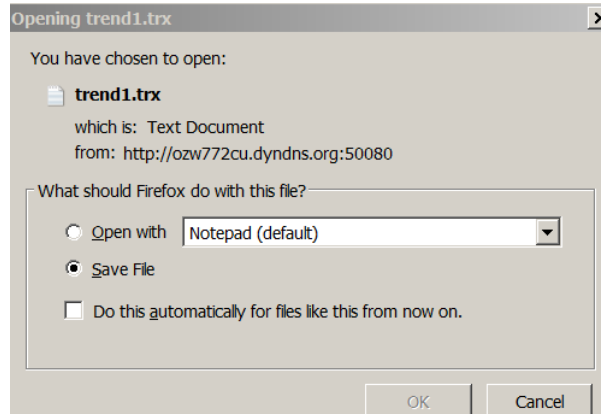 Opening trend1.trx
You have chosen to open:
trend1.trx
which is: Text Document
from: http://ozw772cu.dyndns.org:50080
What should Firefox do with this file?
Open with Notepad (default)
Save File
Do this automatically for files like this from now on.
OK Cancel